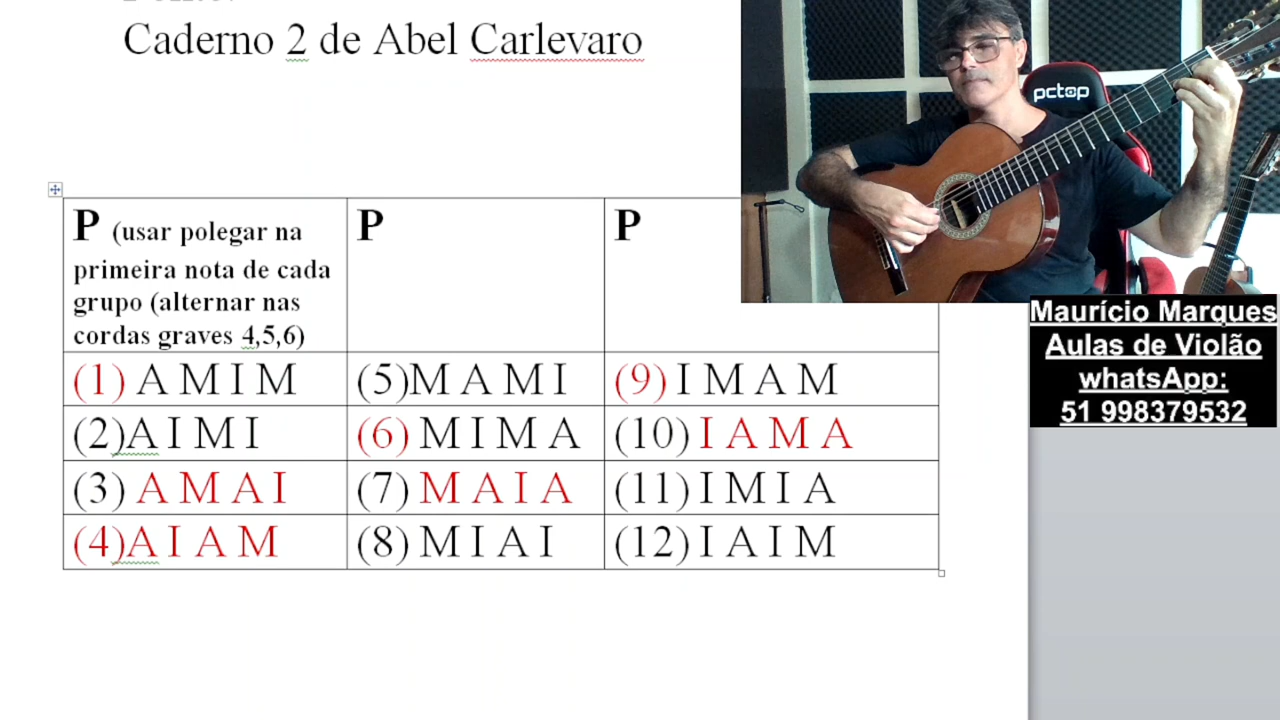 Caderno 2 de Abel Carlevaro
pctop
P (usar polegar na
primeira nota de cada
grupo (alternar nas
cordas graves 4,5,6)
P
P
(1) A M I M
(5)M A M I
(9) I M A M
(2)A I M I
(6) M I M A
(10) I A M A
(3) A M A I
(7) M A I A
(11) I M I A
(4)A I A M
(8) M I A I
(12) I A I M
Maurício Marques
Aulas de Violão
whatsApp:
51 998379532